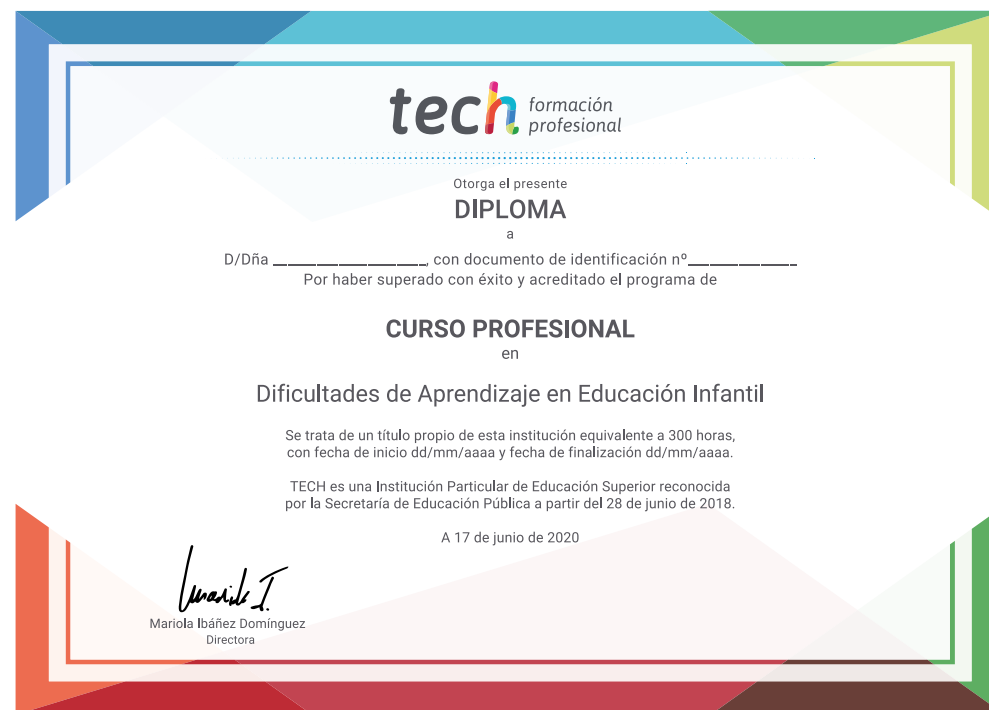 tech formación
profesional
Otorga el presente
DIPLOMA
a
D/Dña ____________________, con documento de identificación nº______________
Por haber superado con éxito y acreditado el programa de
CURSO PROFESIONAL
en
Dificultades de Aprendizaje en Educación Infantil
Se trata de un título propio de esta institución equivalente a 300 horas,
con fecha de inicio dd/mm/aaaa y fecha de finalización dd/mm/aaaa.
TECH es una Institución Particular de Educación Superior reconocida
por la Secretaría de Educación Pública a partir del 28 de junio de 2018.
A 17 de junio de 2020
Mariola Ibáñez Domínguez
Directora